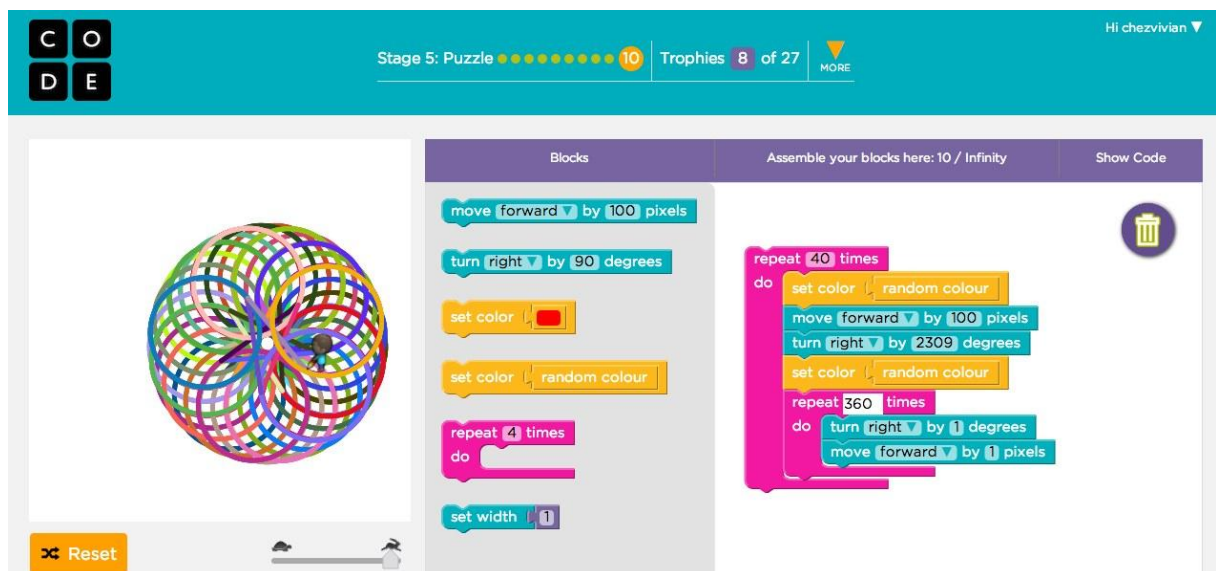 C O
D E
Stage 5: Puzzle 10
Trophies 8 of 27
MORE
Hi chezvivian
Blocks
Assemble your blocks here: 10 / Infinity
Show Code
move forward by 100 pixels
turn right by 90 degrees
set color
set color random colour
repeat 4 times
do
set width 1
repeat 40 times
do
set color random colour
move forward by 100 pixels
turn right by 2309 degrees
set color random colour
repeat 360 times
do
turn right by 1 degrees
move forward by 1 pixels
Reset